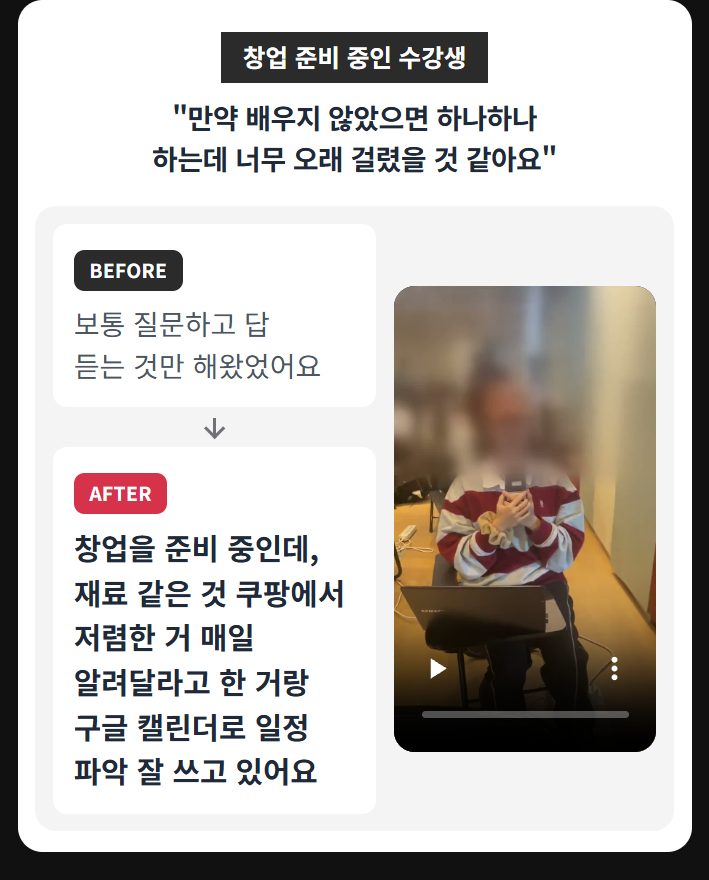 창업 준비 중인 수강생
"만약 배우지 않았으면 하나하나
하는데 너무 오래 걸렸을 것 같아요"
BEFORE
보통 질문하고 답
듣는 것만 해왔었어요
AFTER
창업을 준비 중인데,
재료 같은 것 쿠팡에서
저렴한 거 매일
알려달라고 한 거랑
구글 캘린더로 일정
파악 잘 쓰고 있어요